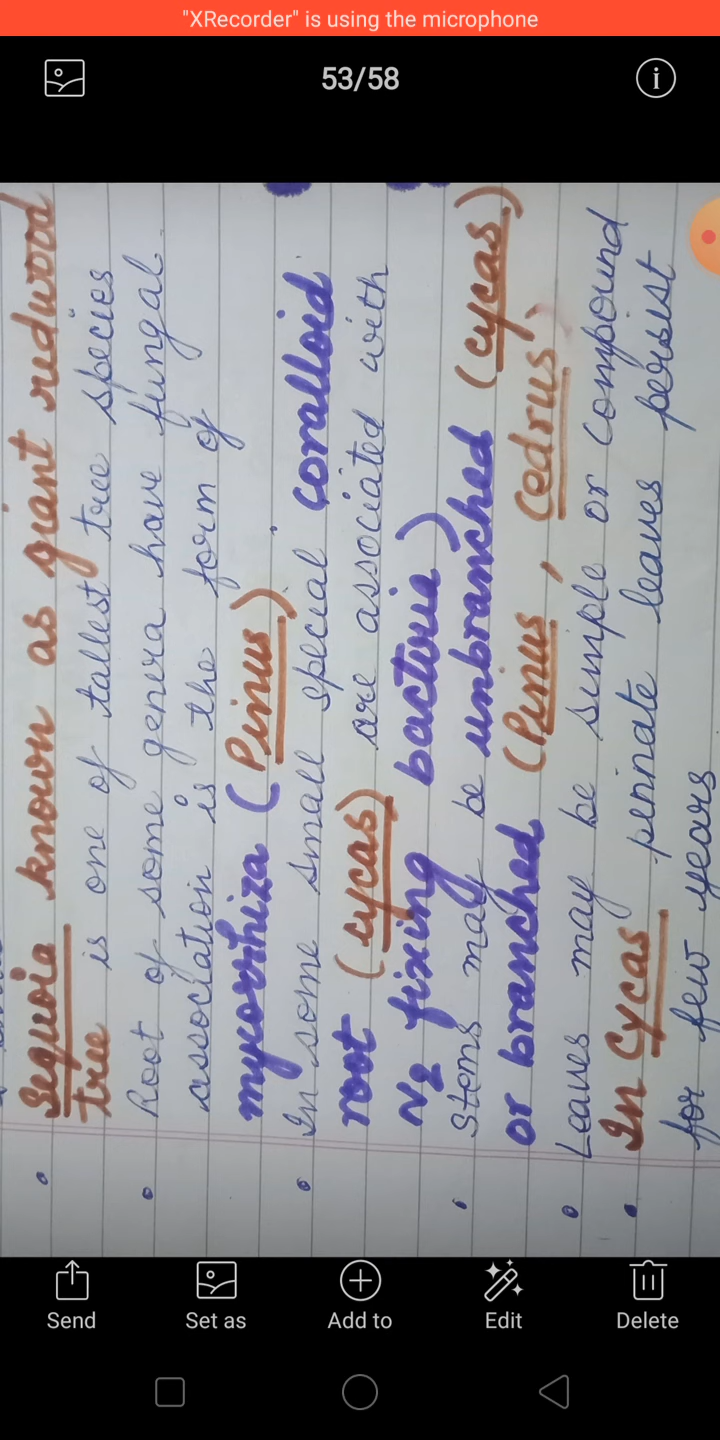 "XRecorder" is using the microphone
53/58
• Sequoia known as giant redwood
tree is one of tallest tree species
• Root of some genera have fungal
association is the form of
mycorrhiza (Pinus)
• In some small special coralloid
root (cycas) are associated with
N2 fixing bacteria)
• Stems may be unbranched (cycas)
or branched (Pinus, Cedrus)
• Leaves may be simple or compound
• In Cycas pennate leaves persist
for few years
Send
Set as
Add to
Edit
Delete